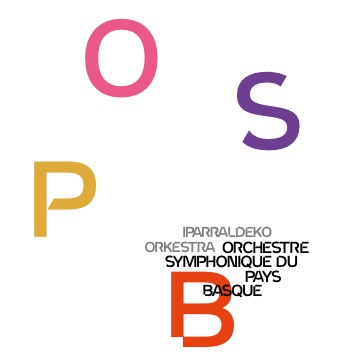 O
S
P
IPARRALDEKO
ORKESTRA ORCHESTRE
SYMPHONIQUE DU
PAYS
BASQUE
B